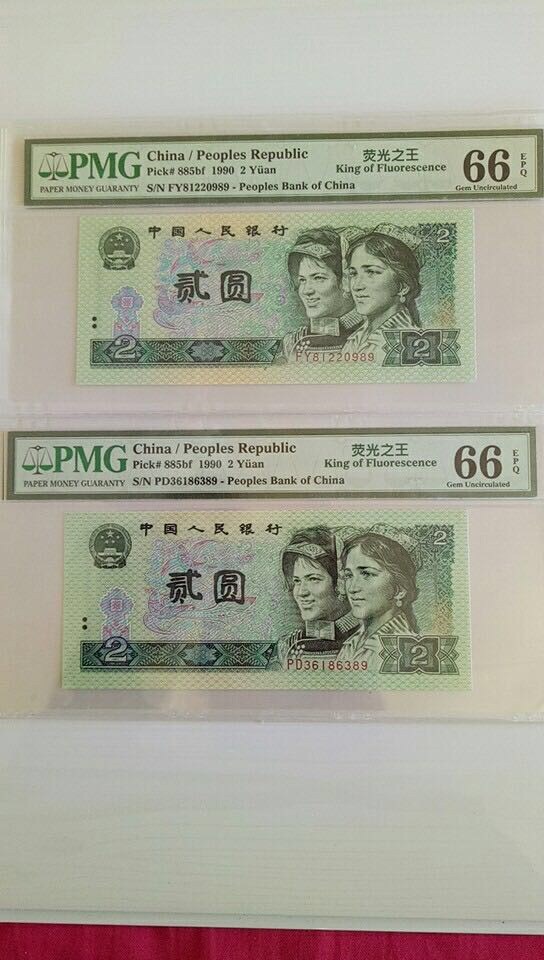 PMG
PAPER MONEY GUARANTY
China / Peoples Republic
Pick# 885bf 1990 2 Yüan
S/N FY81220989 - Peoples Bank of China
荧光之王
King of Fluorescence
66 EPQ
Gem Uncirculated
中国人民银行
2
贰圆
2
FY81220989
2
PMG
PAPER MONEY GUARANTY
China / Peoples Republic
Pick# 885bf 1990 2 Yüan
S/N PD36186389 - Peoples Bank of China
荧光之王
King of Fluorescence
66 EPQ
Gem Uncirculated
中国人民银行
2
贰圆
2
PD36186389
2